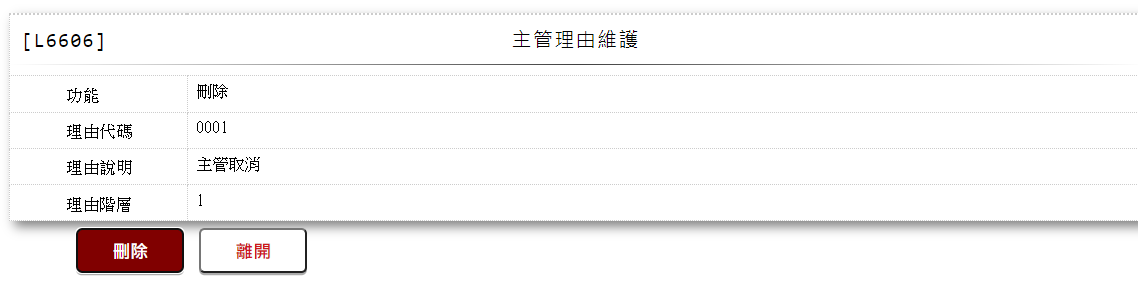 [L6606] 主管理由維護
功能 刪除
理由代碼 0001
理由說明 主管取消
理由階層 1
刪除 離開